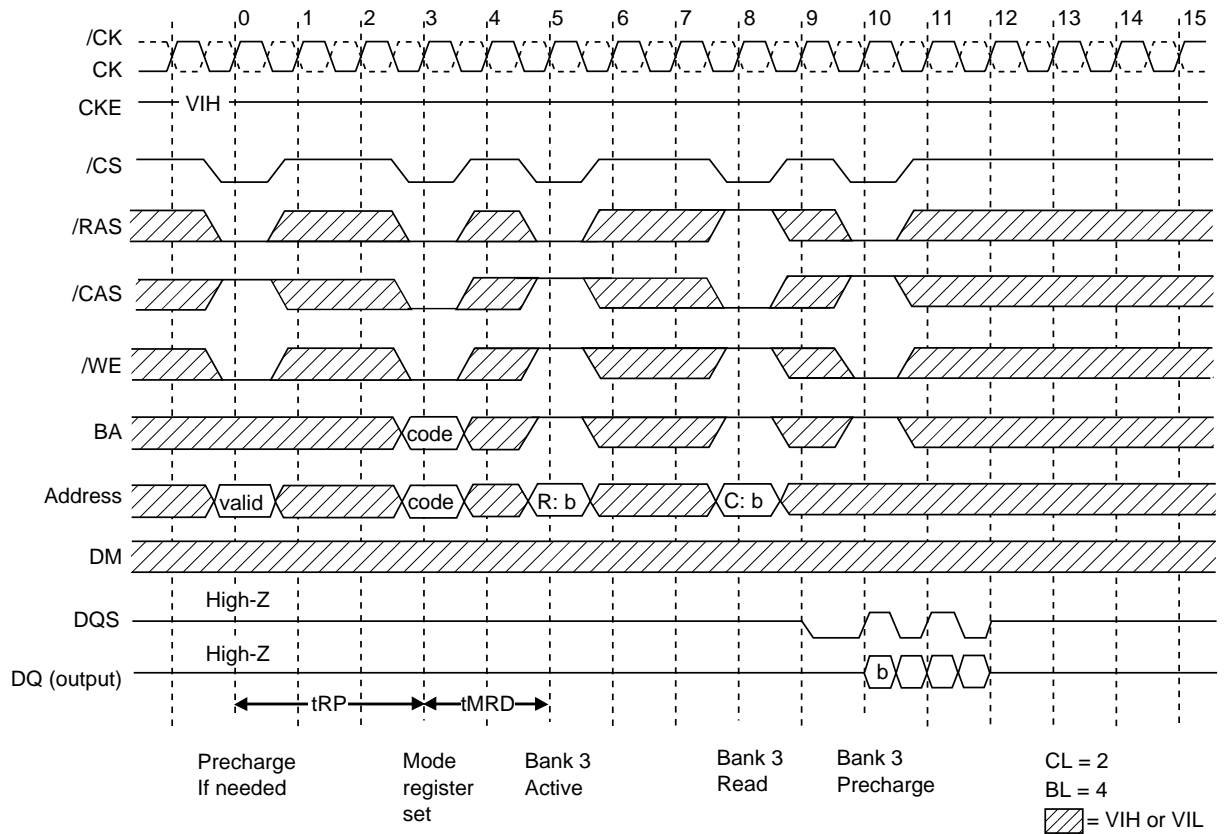 0 1 2 3 4 5 6 7 8 9 10 11 12 13 14 15
/CK
CK
CKE
VIH
/CS
/RAS
/CAS
/WE
BA
code
Address
valid
code
R: b
C: b
DM
High-Z
DQS
High-Z
DQ (output)
b
tRP
tMRD
Precharge
If needed
Mode
register
set
Bank 3
Active
Bank 3
Read
Bank 3
Precharge
CL = 2
BL = 4
= VIH or VIL